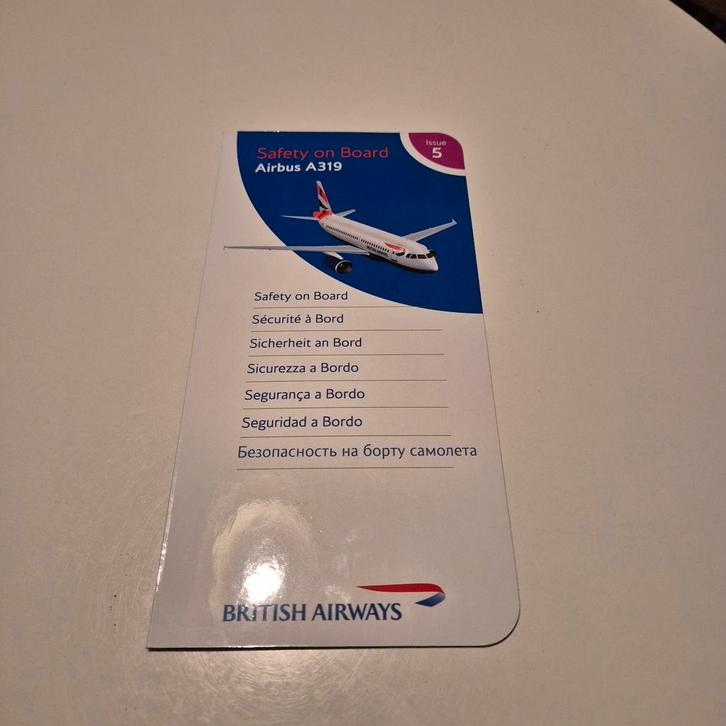 Issue
5
Safety on Board
Airbus A319
Safety on Board
Sécurité à Bord
Sicherheit an Bord
Sicurezza a Bordo
Segurança a Bordo
Seguridad a Bordo
Безопасность на борту самолета
BRITISH AIRWAYS